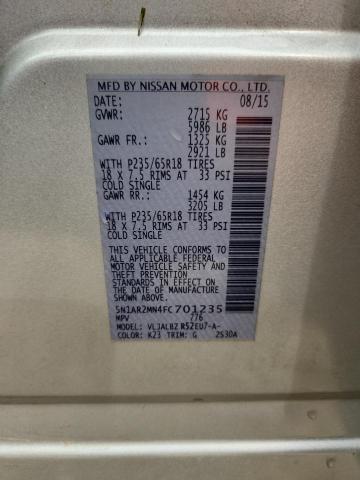 MFD BY NISSAN MOTOR CO., LTD.
DATE: 08/15
GVWR: 2715 KG
5986 LB
GAWR FR.: 1325 KG
2921 LB
WITH P235/65R18 TIRES
18 X 7.5 RIMS AT 33 PSI
COLD SINGLE
GAWR RR.: 1454 KG
3205 LB
WITH P235/65R18 TIRES
18 X 7.5 RIMS AT 33 PSI
COLD SINGLE
THIS VEHICLE CONFORMS TO
ALL APPLICABLE FEDERAL
MOTOR VEHICLE SAFETY AND
THEFT PREVENTION
STANDARDS IN EFFECT ON
THE DATE OF MANUFACTURE
SHOWN ABOVE.
5N1AR2MN4FC701235
MPV 776
MODEL: VLJALBZ R52EU7-A-
COLOR: K23 TRIM: G 2S30A